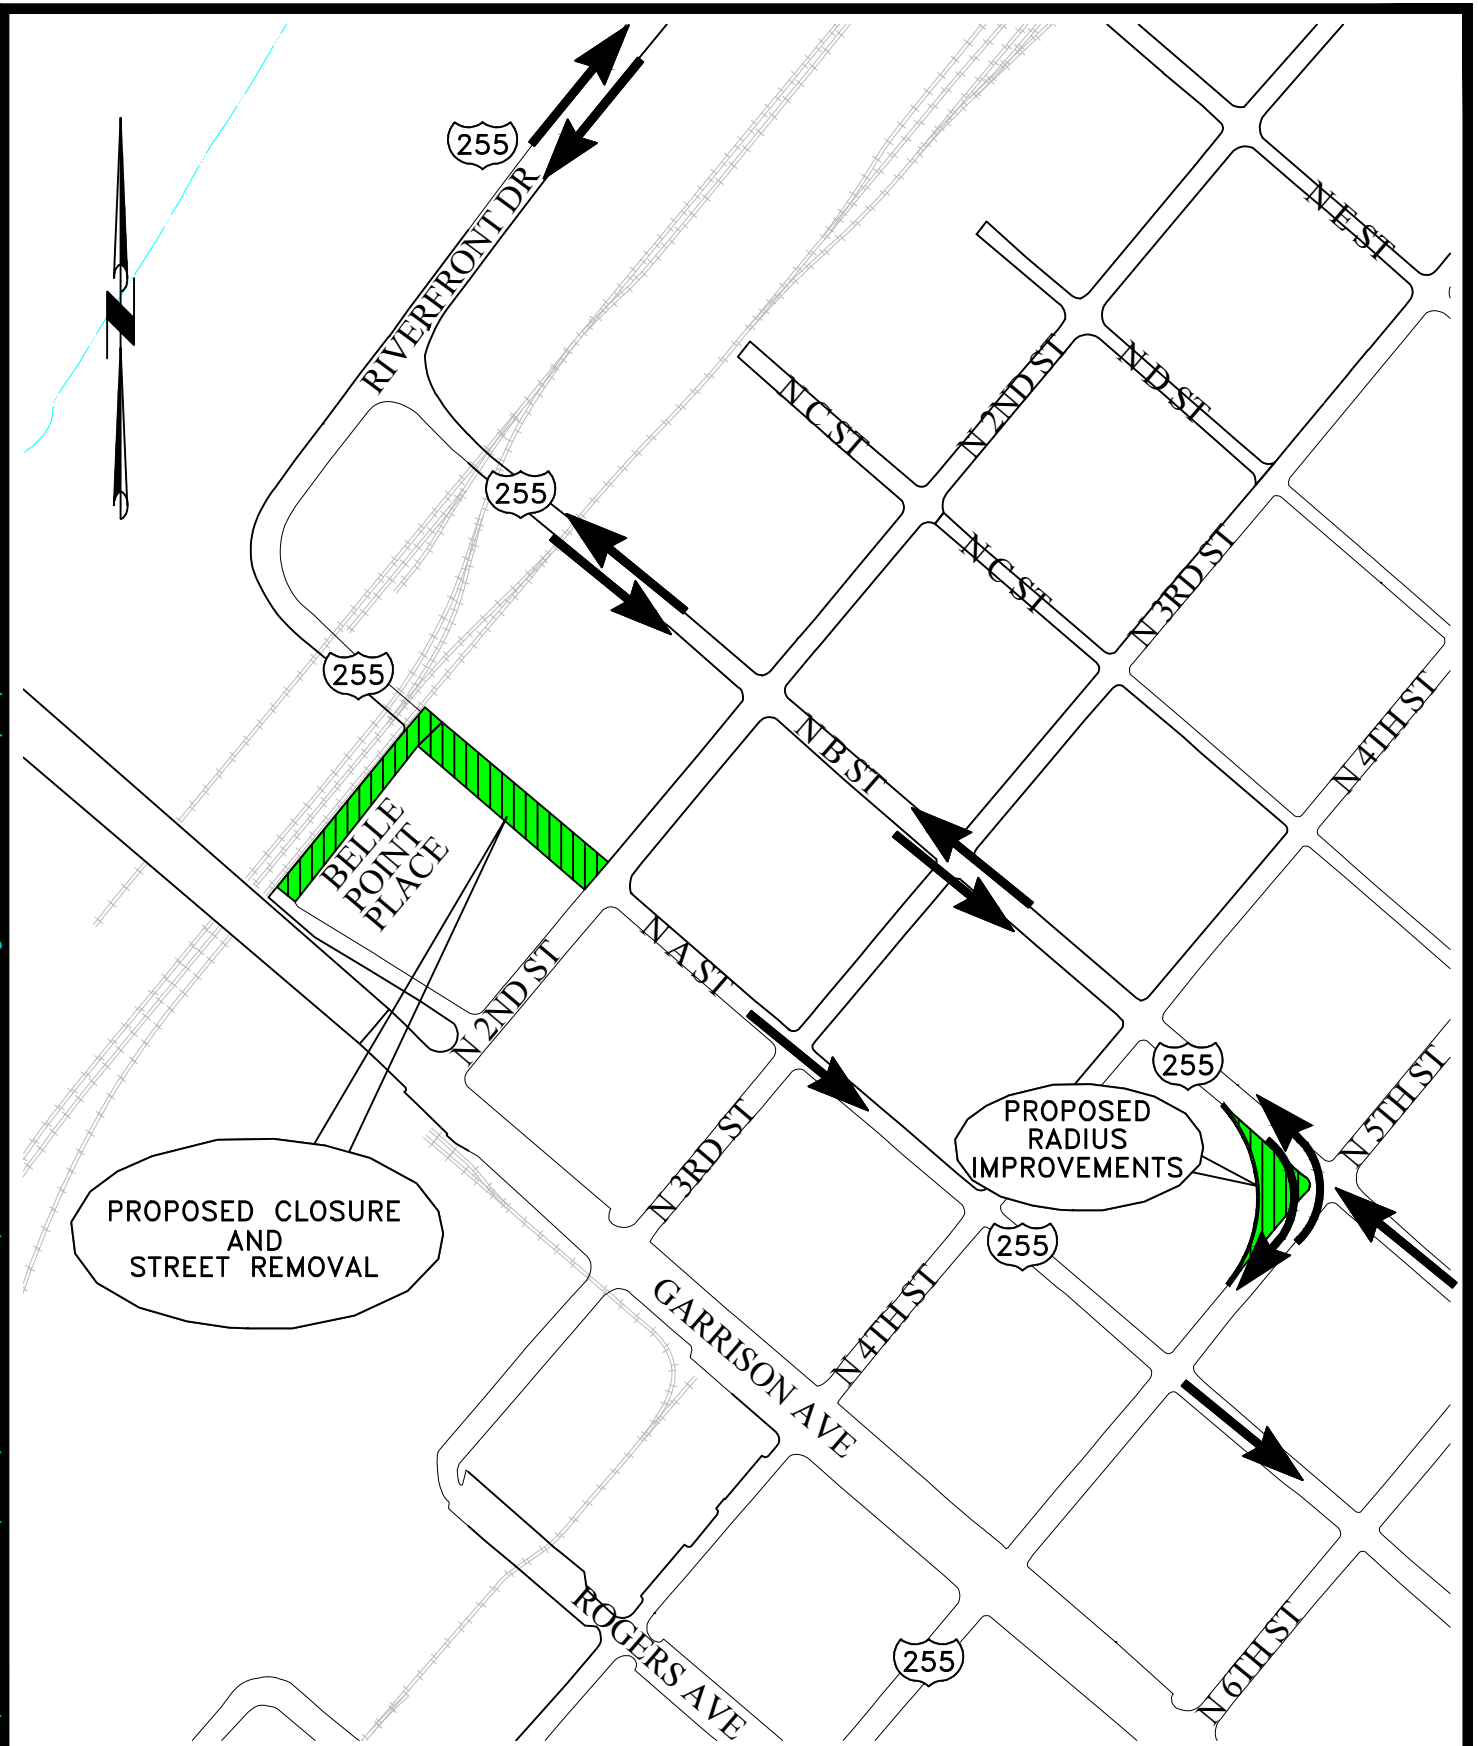 255
RIVERFRONT DR
N E ST
N
N 2ND ST
N D ST
N C ST
255
N C ST
N 3RD ST
255
N 4TH ST
N B ST
BELLE
POINT
PLACE
N A ST
N 2ND ST
255
N 5TH ST
PROPOSED
RADIUS
IMPROVEMENTS
N 3RD ST
PROPOSED CLOSURE
AND
STREET REMOVAL
255
N 4TH ST
GARRISON AVE
ROGERS AVE
255
N 6TH ST